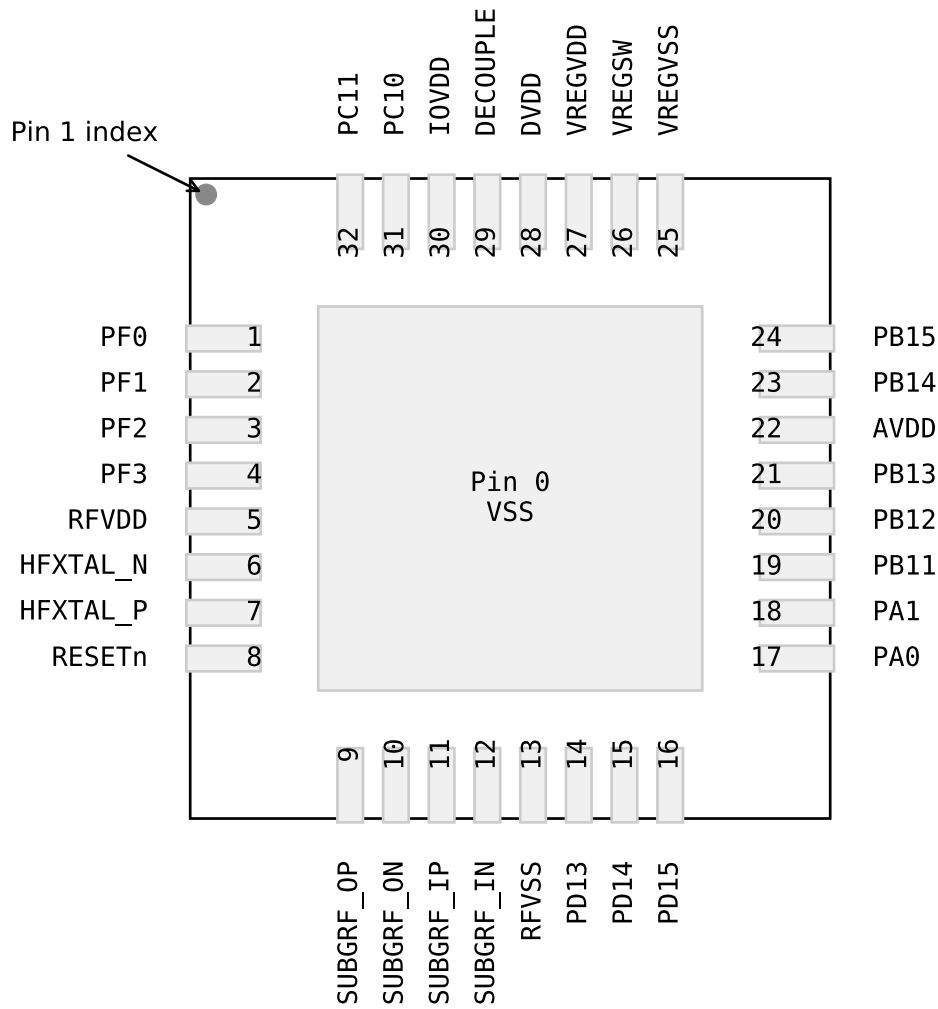 PC11
PC10
IOVDD
DECOUPLE
DVDD
VREGVDD
VREGSW
VREGVSS
Pin 1 index
32
31
30
29
28
27
26
25
PF0 1
PF1 2
PF2 3
PF3 4
RFVDD 5
HFXTAL_N 6
HFXTAL_P 7
RESETn 8
Pin 0
VSS
24 PB15
23 PB14
22 AVDD
21 PB13
20 PB12
19 PB11
18 PA1
17 PA0
9
10
11
12
13
14
15
16
SUBGRF_OP
SUBGRF_ON
SUBGRF_IP
SUBGRF_IN
RFVSS
PD13
PD14
PD15